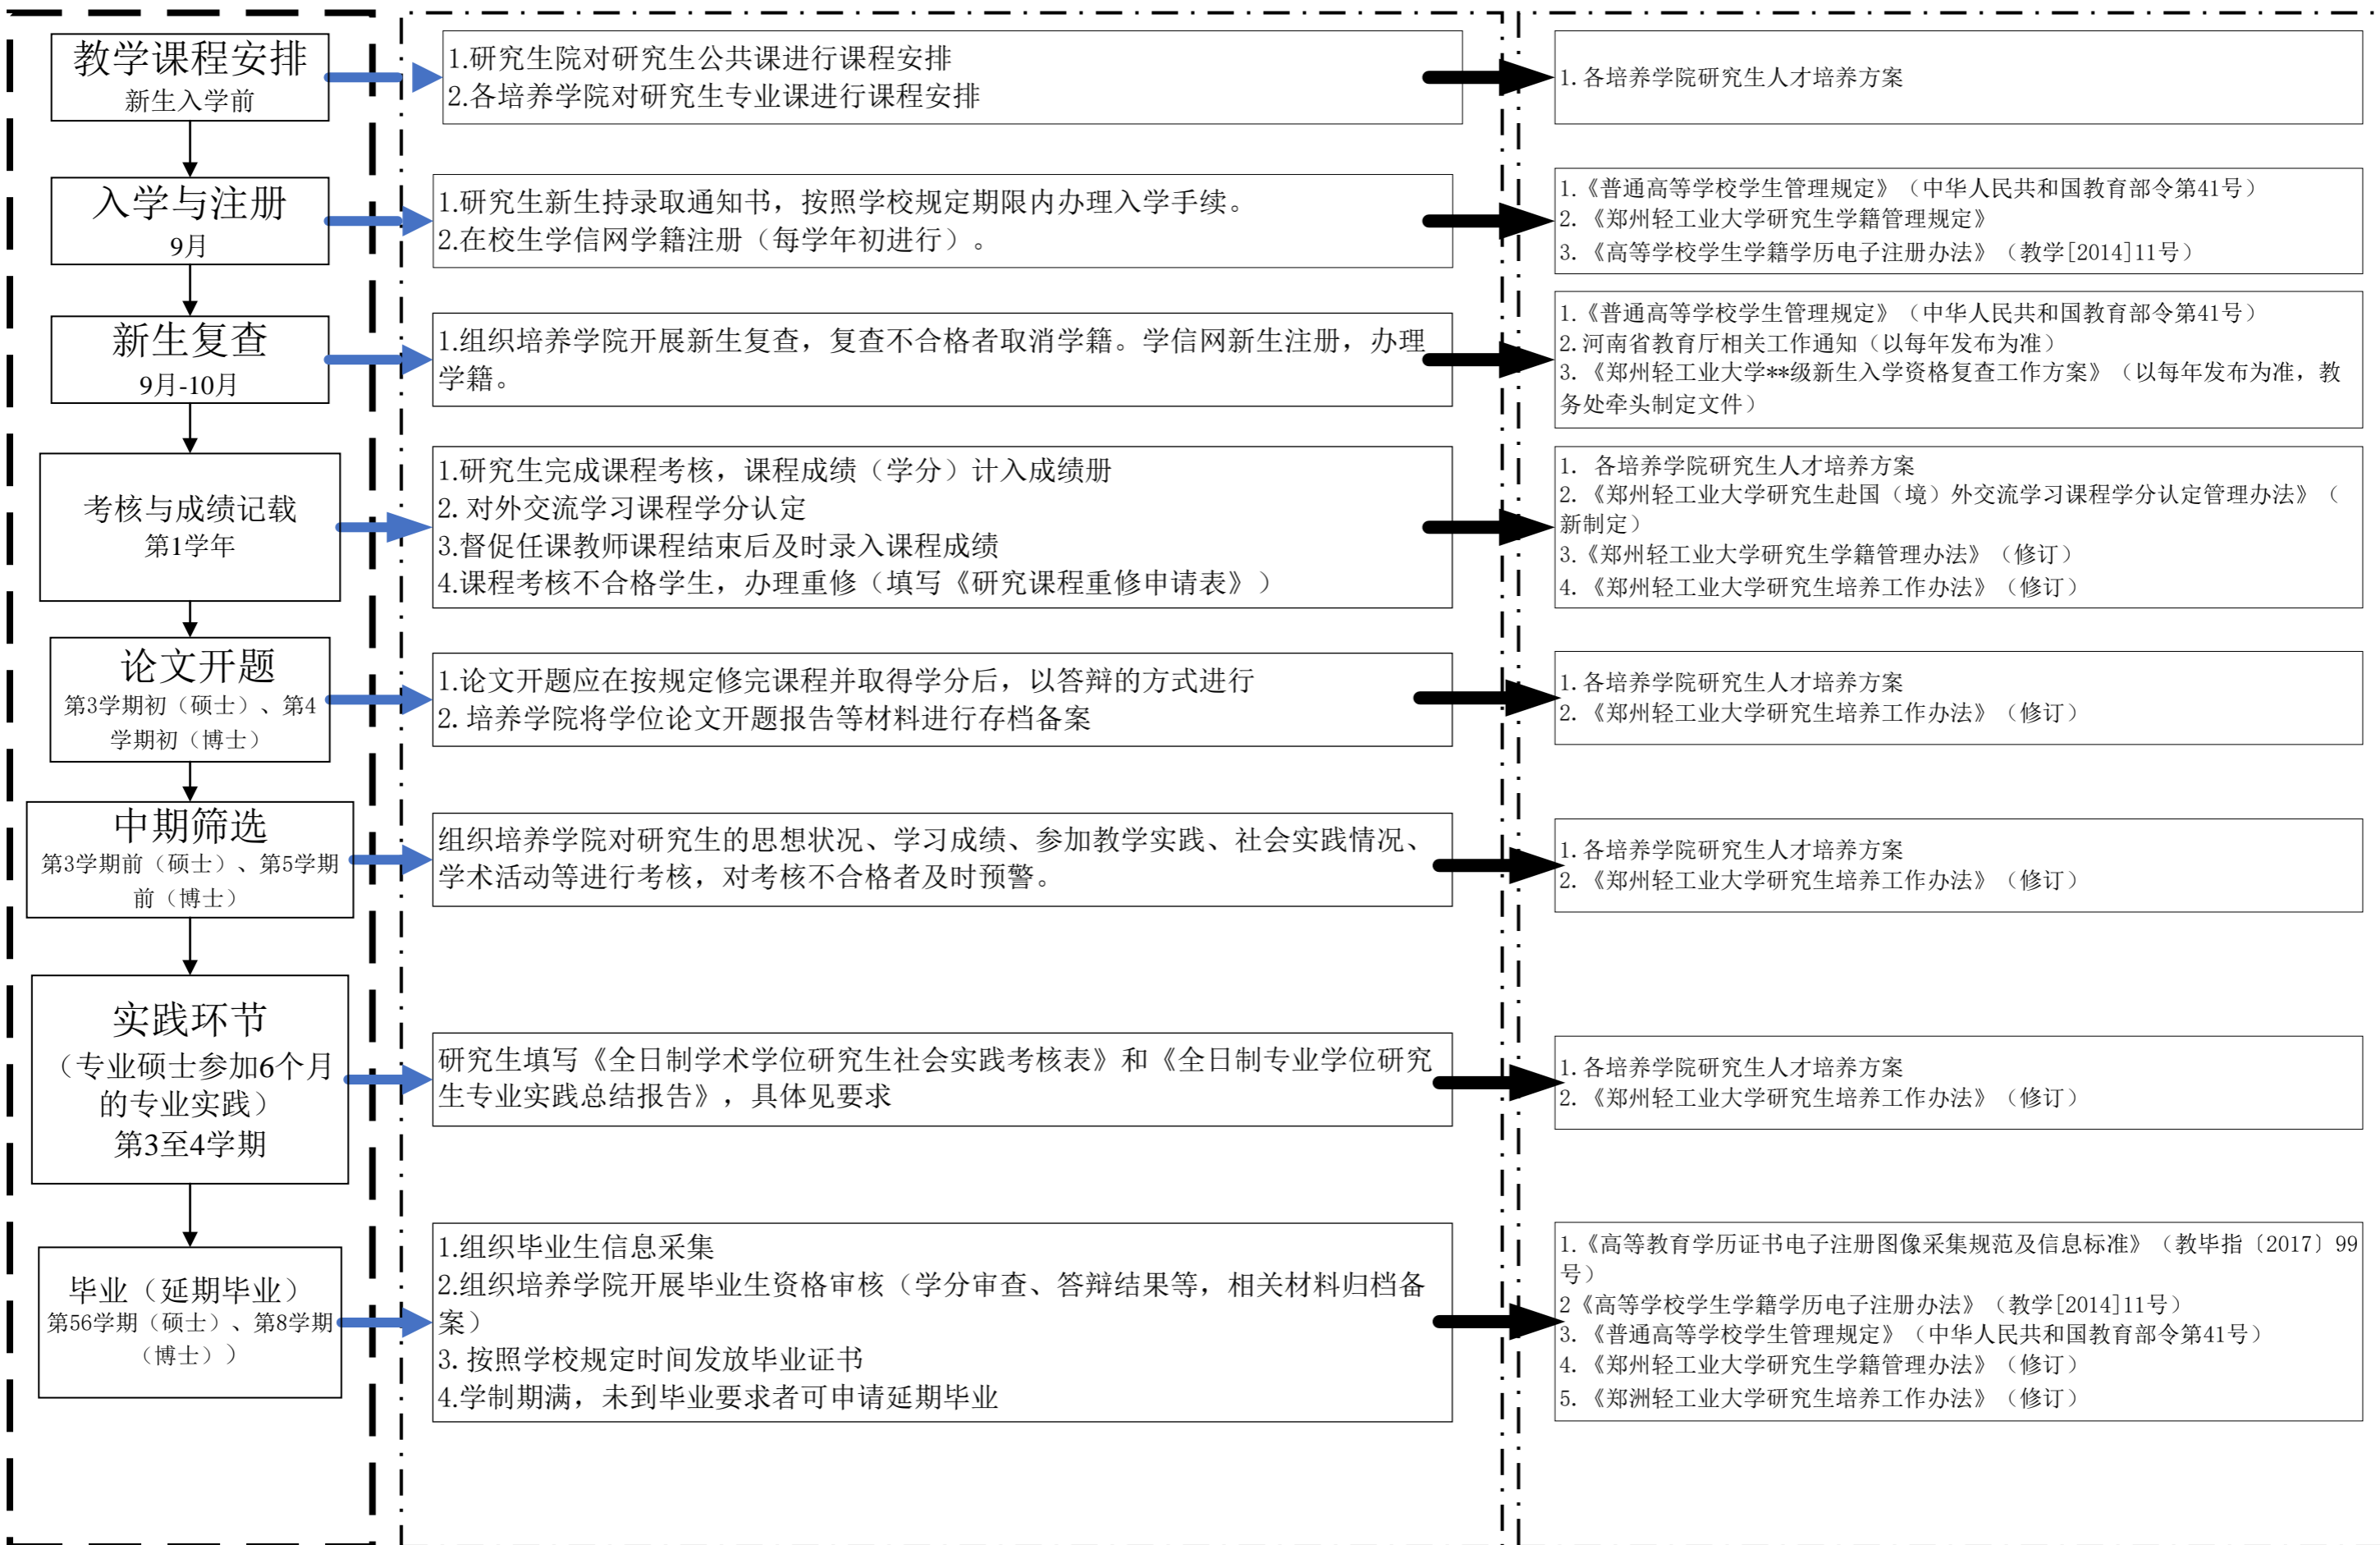 教学课程安排
新生入学前
1.研究生院对研究生公共课进行课程安排
2.各培养学院对研究生专业课进行课程安排
1.各培养学院研究生人才培养方案
入学与注册
9月
1.研究生新生持录取通知书，按照学校规定期限内办理入学手续。
2.在校生学信网学籍注册（每学年初进行）。
1.《普通高等学校学生管理规定》（中华人民共和国教育部令第41号）
2.《郑州轻工业大学研究生学籍管理规定》
3.《高等学校学生学籍学历电子注册办法》（教学[2014]11号）
新生复查
9月-10月
1.组织培养学院开展新生复查，复查不合格者取消学籍。学信网新生注册，办理
学籍。
1.《普通高等学校学生管理规定》（中华人民共和国教育部令第41号）
2.河南省教育厅相关工作通知（以每年发布为准）
3.《郑州轻工业大学**级新生入学资格复查工作方案》（以每年发布为准，教
务处牵头制定文件）
考核与成绩记载
第1学年
1.研究生完成课程考核，课程成绩（学分）计入成绩册
2.对外交流学习课程学分认定
3.督促任课教师课程结束后及时录入课程成绩
4.课程考核不合格学生，办理重修（填写《研究课程重修申请表》）
1. 各培养学院研究生人才培养方案
2.《郑州轻工业大学研究生赴国（境）外交流学习课程学分认定管理办法》（
新制定）
3.《郑州轻工业大学研究生学籍管理办法》（修订）
4.《郑州轻工业大学研究生培养工作办法》（修订）
论文开题
第3学期初（硕士）、第4
学期初（博士）
1.论文开题应在按规定修完课程并取得学分后，以答辩的方式进行
2.培养学院将学位论文开题报告等材料进行存档备案
1.各培养学院研究生人才培养方案
2.《郑州轻工业大学研究生培养工作办法》（修订）
中期筛选
第3学期前（硕士）、第5学期
前（博士）
组织培养学院对研究生的思想状况、学习成绩、参加教学实践、社会实践情况、
学术活动等进行考核，对考核不合格者及时预警。
1.各培养学院研究生人才培养方案
2.《郑州轻工业大学研究生培养工作办法》（修订）
实践环节
（专业硕士参加6个月
的专业实践）
第3至4学期
研究生填写《全日制学术学位研究生社会实践考核表》和《全日制专业学位研究
生专业实践总结报告》，具体见要求
1.各培养学院研究生人才培养方案
2.《郑州轻工业大学研究生培养工作办法》（修订）
毕业（延期毕业）
第56学期（硕士）、第8学期
（博士））
1.组织毕业生信息采集
2.组织培养学院开展毕业生资格审核（学分审查、答辩结果等，相关材料归档备
案）
3.按照学校规定时间发放毕业证书
4.学制期满，未到毕业要求者可申请延期毕业
1.《高等教育学历证书电子注册图像采集规范及信息标准》（教毕指〔2017〕99
号）
2《高等学校学生学籍学历电子注册办法》（教学[2014]11号）
3.《普通高等学校学生管理规定》（中华人民共和国教育部令第41号）
4.《郑州轻工业大学研究生学籍管理办法》（修订）
5.《郑洲轻工业大学研究生培养工作办法》（修订）